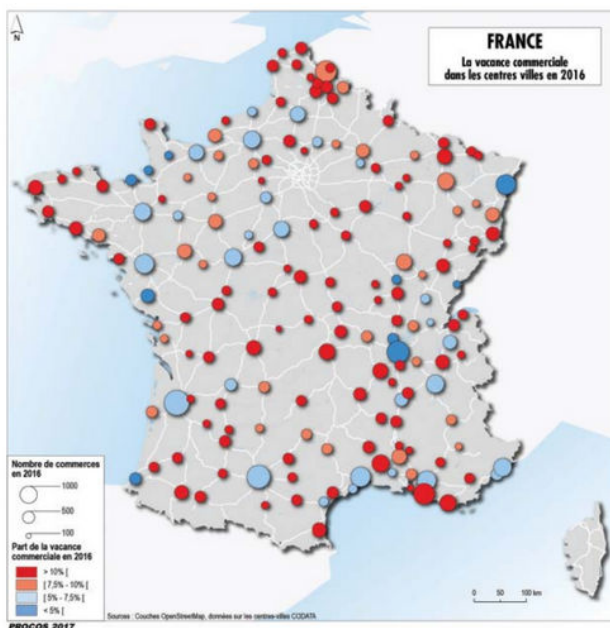 N
FRANCE
La vacance commerciale
dans les centres villes en 2016
Nombre de commerces
en 2016
1000
500
100
Part de la vacance
commerciale en 2016
> 10% [
[ 7,5% - 10% [
[ 5% - 7,5% [
< 5% [
0 50 100 km
Sources : Couches OpenStreetMap, données sur les centres-villes CODATA
PROCOS 2017